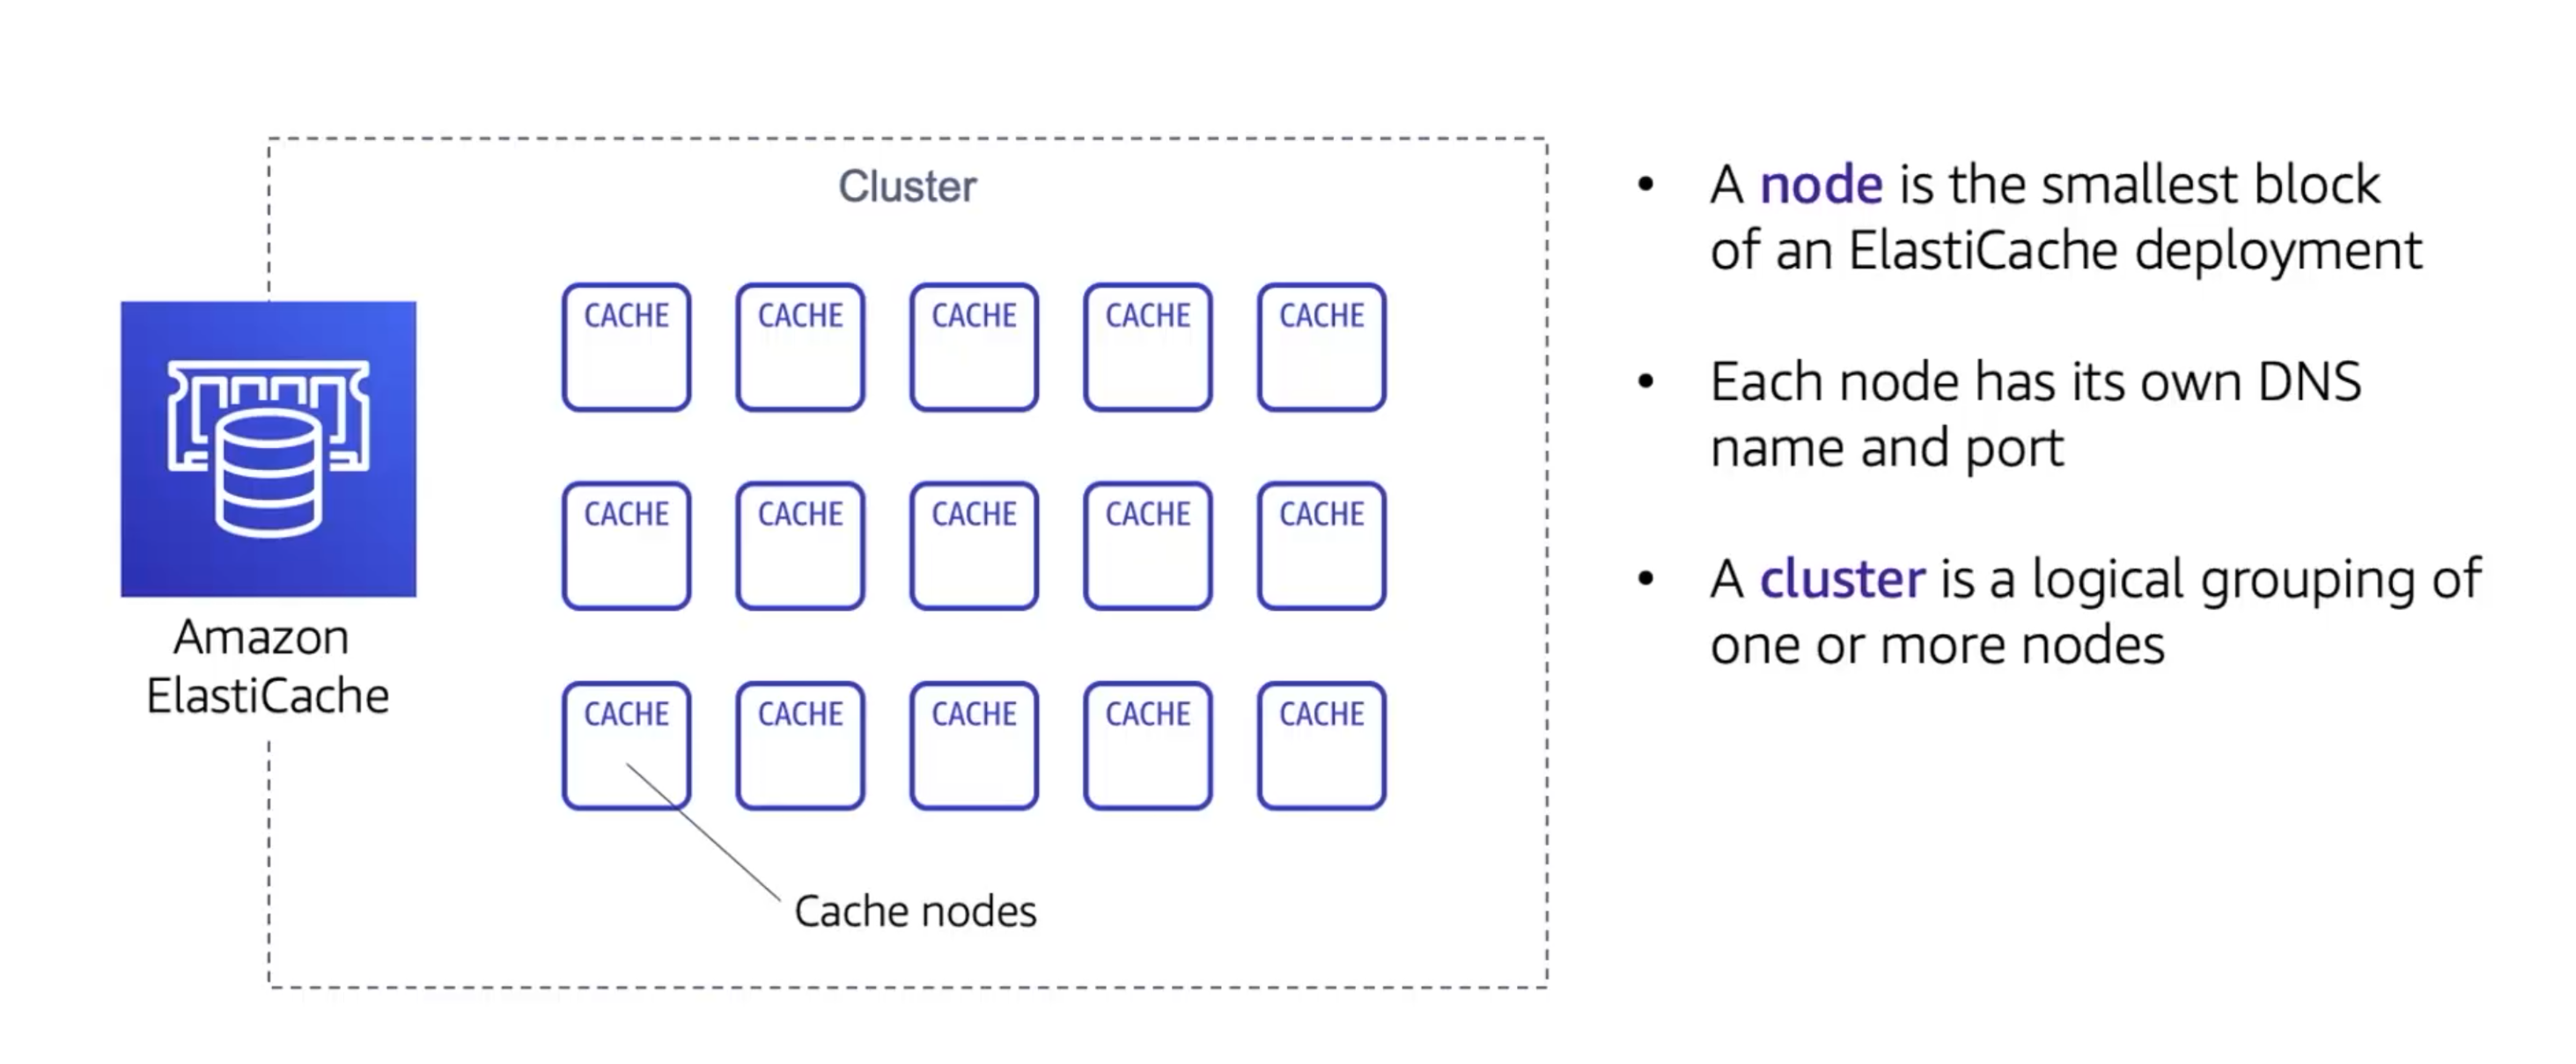 Cluster
CACHE CACHE CACHE CACHE CACHE
CACHE CACHE CACHE CACHE CACHE
CACHE CACHE CACHE CACHE CACHE
Cache nodes
Amazon
ElastiCache
• A node is the smallest block
of an ElastiCache deployment
• Each node has its own DNS
name and port
• A cluster is a logical grouping of
one or more nodes